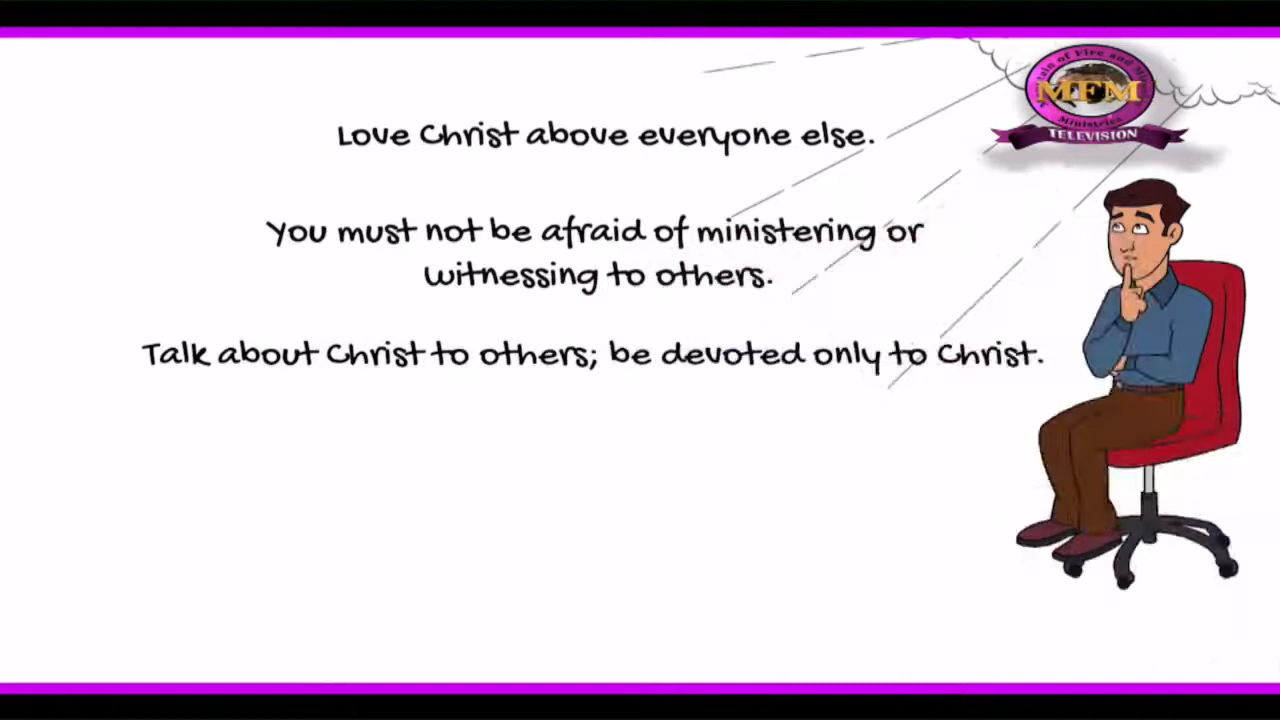 Love Christ above everyone else.
You must not be afraid of ministering or
witnessing to others.
Talk about Christ to others; be devoted only to Christ.
MFM
Ministries
TELEVISION